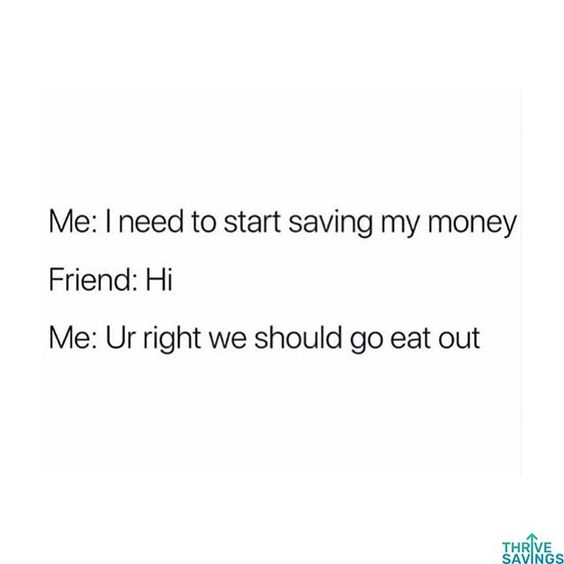 Me: I need to start saving my money
Friend: Hi
Me: Ur right we should go eat out
THRIVE
SAVINGS